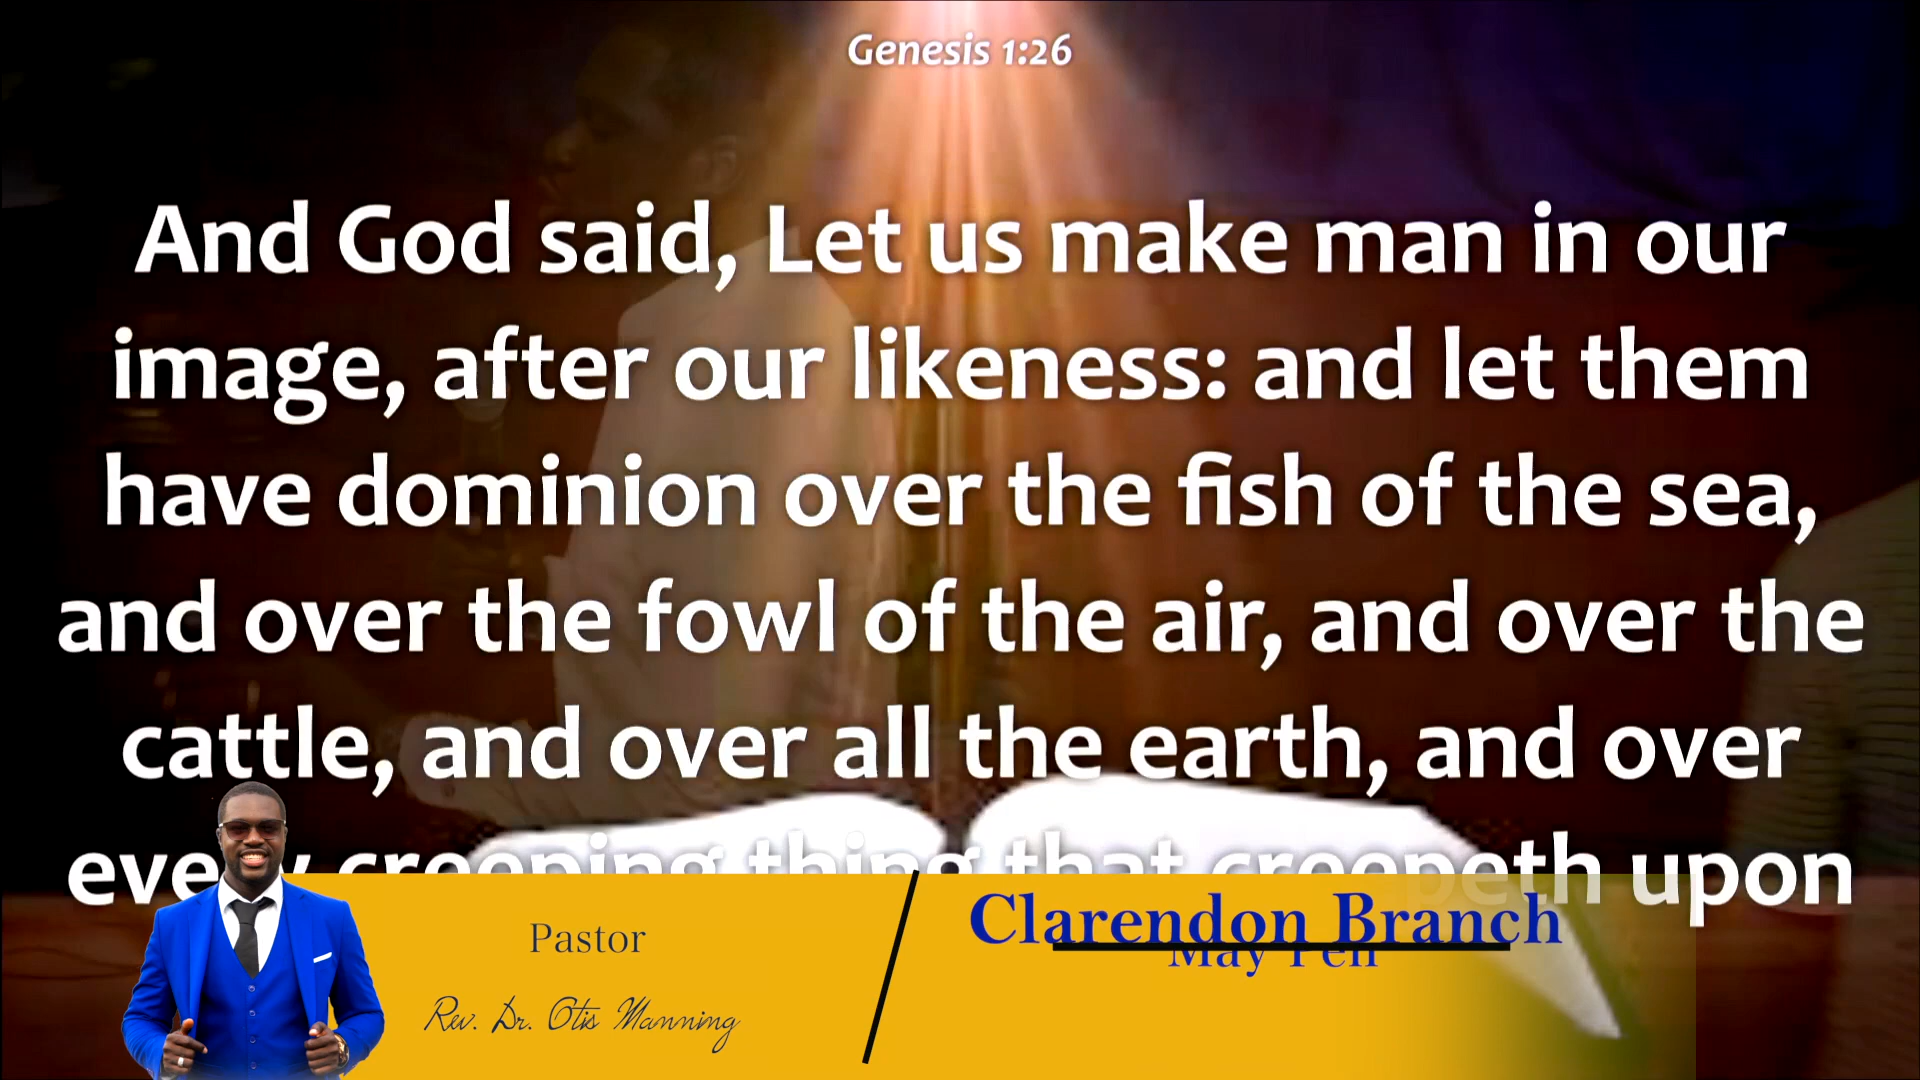 Genesis 1:26
And God said, Let us make man in our
image, after our likeness: and let them
have dominion over the fish of the sea,
and over the fowl of the air, and over the
cattle, and over all the earth, and over
every creeping thing that creepeth upon
Pastor
Rev. Dr. Otis Manning
Clarendon Branch
May Pen